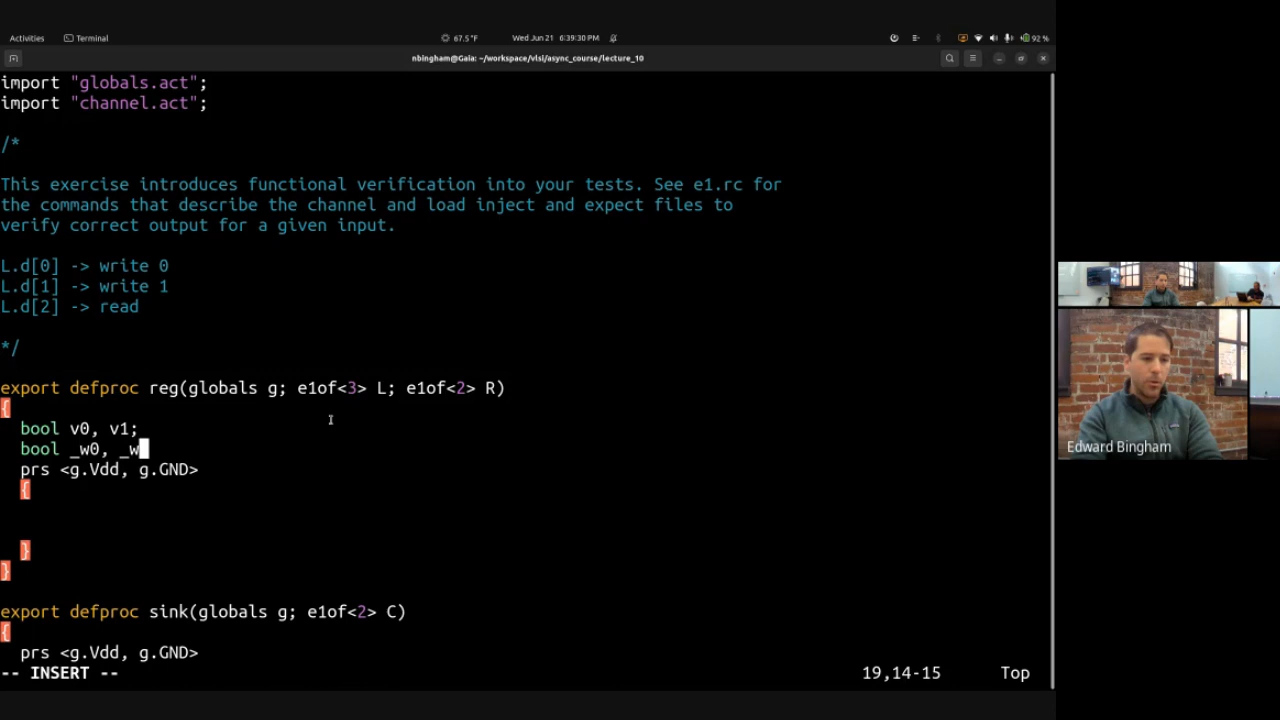 Activities Terminal 67.5 °F Wed Jun 21 6:39:30 PM 92 %
nbingham@Gaia: ~/workspace/vlsi/async_course/lecture_10
import "globals.act";
import "channel.act";
/*
This exercise introduces functional verification into your tests. See e1.rc for
the commands that describe the channel and load inject and expect files to
verify correct output for a given input.
L.d[0] -> write 0
L.d[1] -> write 1
L.d[2] -> read
*/
export defproc reg(globals g; e1of<3> L; e1of<2> R)
{
bool v0, v1;
bool _w0, _w
prs <g.Vdd, g.GND>
{
}
}
export defproc sink(globals g; e1of<2> C)
{
prs <g.Vdd, g.GND>
-- INSERT -- 19,14-15 Top
Edward Bingham